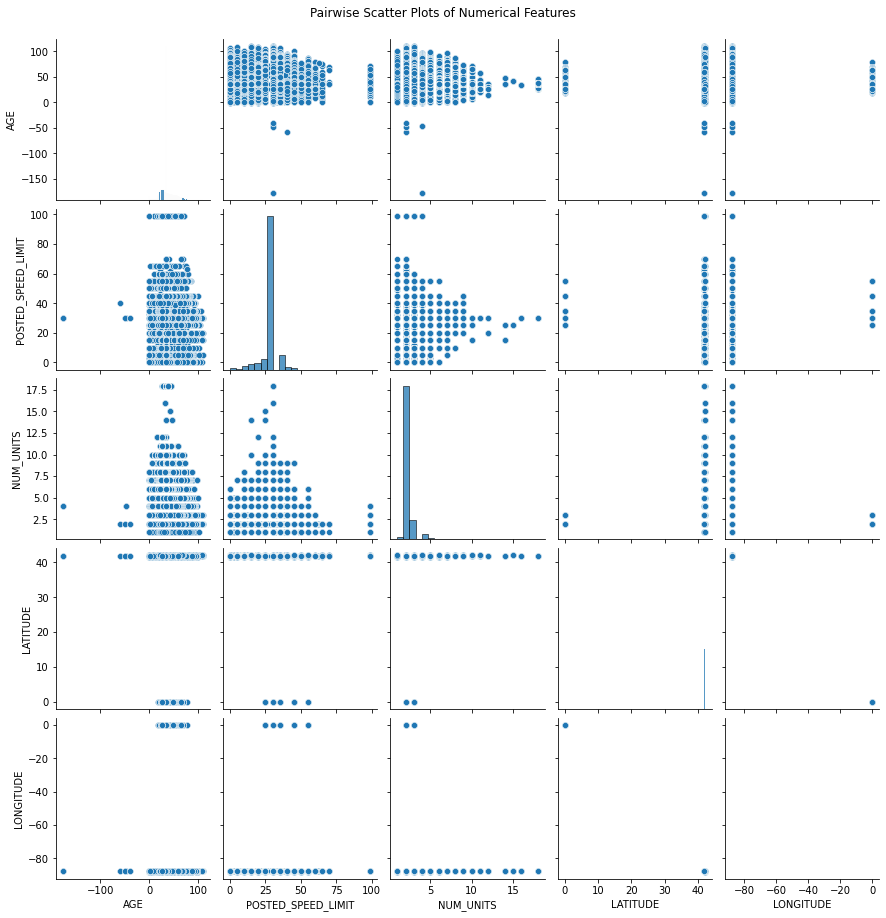 Pairwise Scatter Plots of Numerical Features
100
50
0
−50
−100
−150
AGE
100
80
60
40
20
0
POSTED_SPEED_LIMIT
17.5
15.0
12.5
10.0
7.5
5.0
2.5
NUM_UNITS
40
30
20
10
0
LATITUDE
0
−20
−40
−60
−80
LONGITUDE
−100 0 100
AGE
0 25 50 75 100
POSTED_SPEED_LIMIT
5 10 15
NUM_UNITS
0 20 40
LATITUDE
−80 −60 −40 −20 0
LONGITUDE